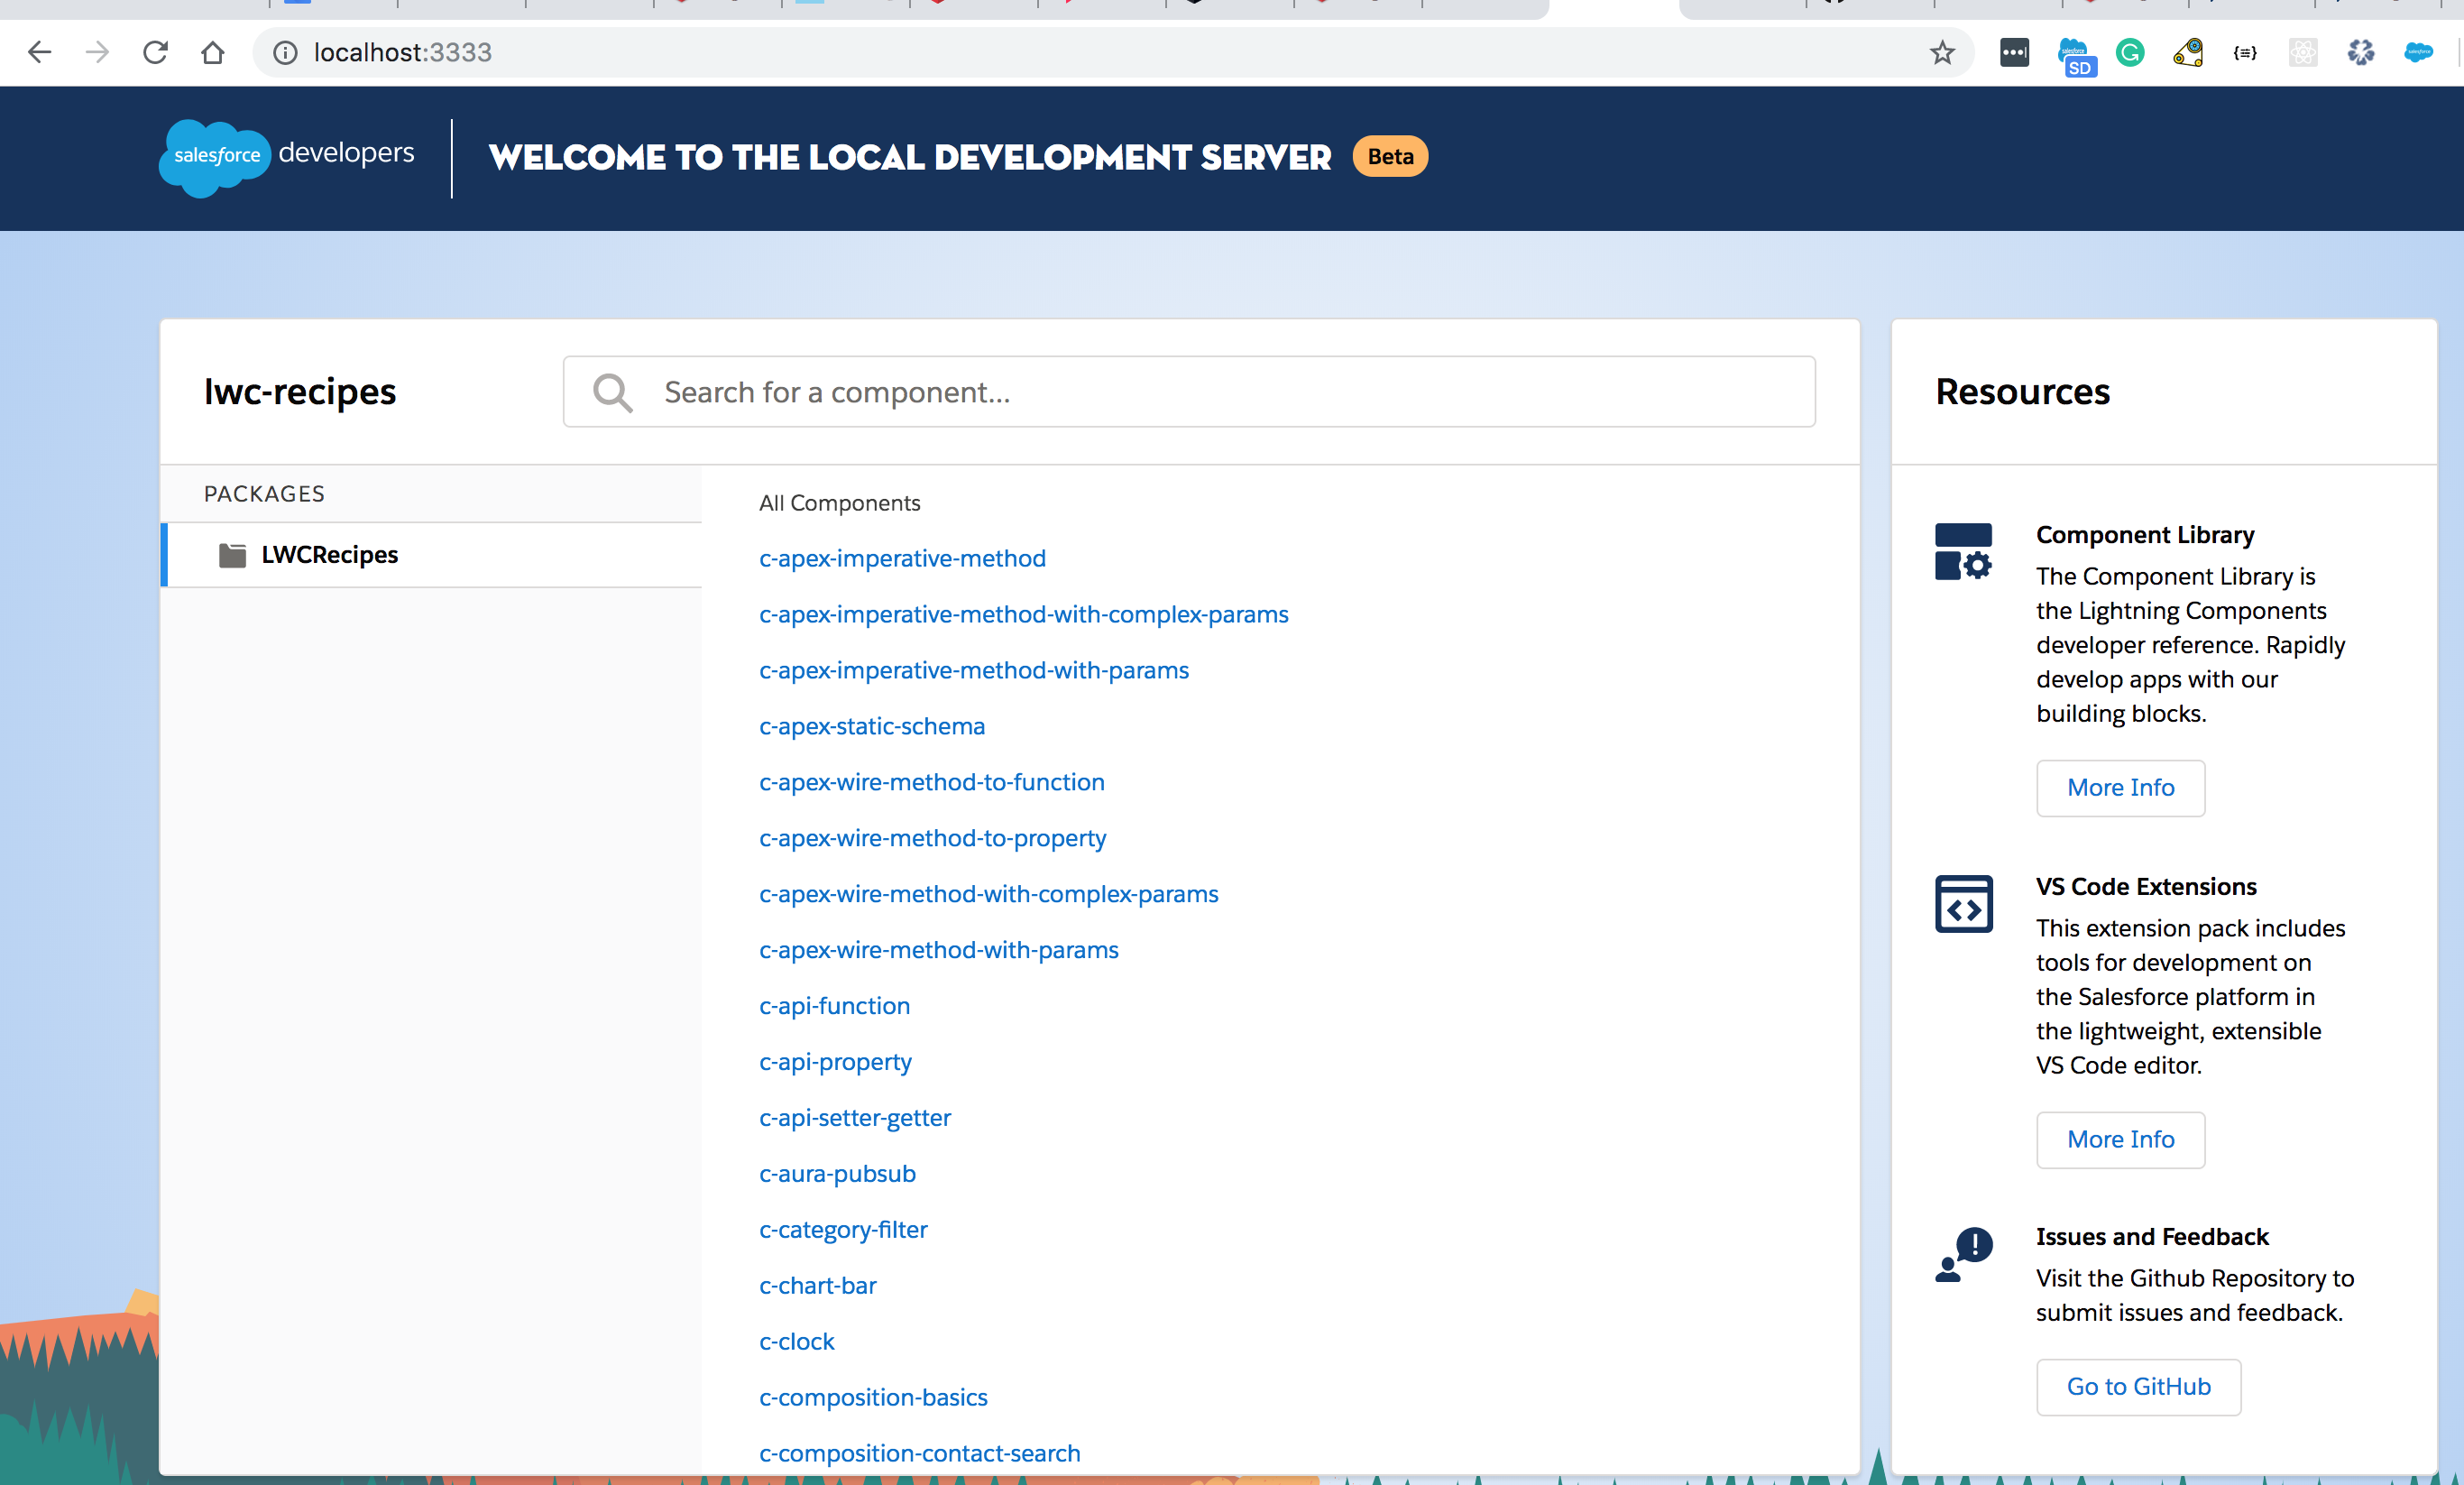 localhost:3333
SD
salesforce developers
WELCOME TO THE LOCAL DEVELOPMENT SERVER
Beta
lwc-recipes
Search for a component...
PACKAGES
LWCRecipes
All Components
c-apex-imperative-method
c-apex-imperative-method-with-complex-params
c-apex-imperative-method-with-params
c-apex-static-schema
c-apex-wire-method-to-function
c-apex-wire-method-to-property
c-apex-wire-method-with-complex-params
c-apex-wire-method-with-params
c-api-function
c-api-property
c-api-setter-getter
c-aura-pubsub
c-category-filter
c-chart-bar
c-clock
c-composition-basics
c-composition-contact-search
Resources
Component Library
The Component Library is
the Lightning Components
developer reference. Rapidly
develop apps with our
building blocks.
More Info
VS Code Extensions
This extension pack includes
tools for development on
the Salesforce platform in
the lightweight, extensible
VS Code editor.
More Info
Issues and Feedback
Visit the Github Repository to
submit issues and feedback.
Go to GitHub